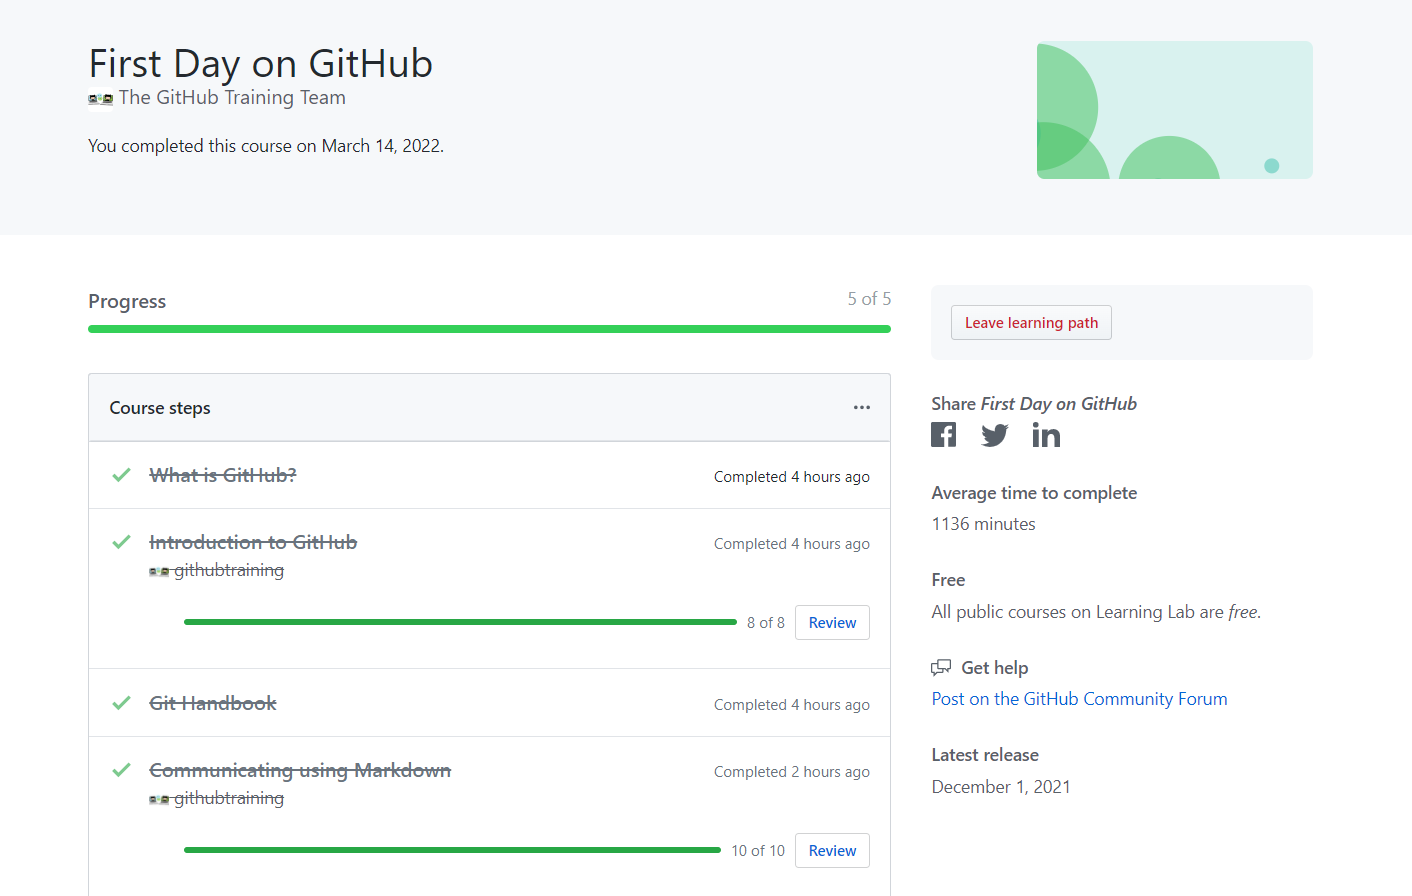 First Day on GitHub
The GitHub Training Team
You completed this course on March 14, 2022.
Progress
5 of 5
Course steps
What is GitHub?
Completed 4 hours ago
Introduction to GitHub
Completed 4 hours ago
githubtraining
8 of 8
Review
Git Handbook
Completed 4 hours ago
Communicating using Markdown
Completed 2 hours ago
githubtraining
10 of 10
Review
Leave learning path
Share First Day on GitHub
Average time to complete
1136 minutes
Free
All public courses on Learning Lab are free.
Get help
Post on the GitHub Community Forum
Latest release
December 1, 2021